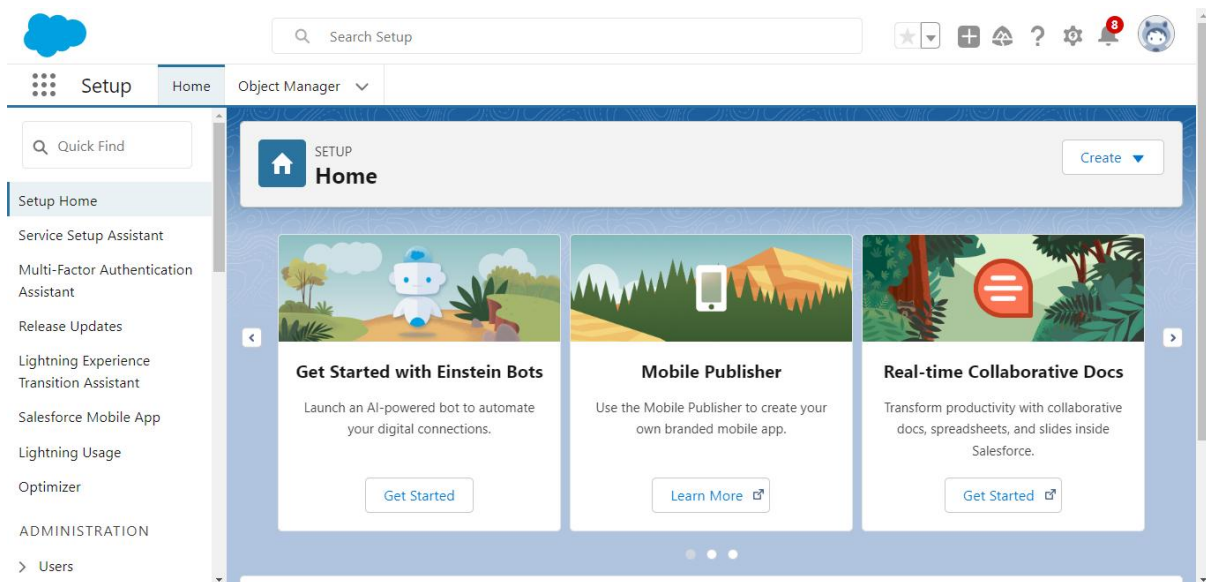 Search Setup
8
Setup
Home
Object Manager
Quick Find
Setup Home
Service Setup Assistant
Multi-Factor Authentication
Assistant
Release Updates
Lightning Experience
Transition Assistant
Salesforce Mobile App
Lightning Usage
Optimizer
ADMINISTRATION
Users
SETUP
Home
Create
Get Started with Einstein Bots
Launch an AI-powered bot to automate
your digital connections.
Get Started
Mobile Publisher
Use the Mobile Publisher to create your
own branded mobile app.
Learn More
Real-time Collaborative Docs
Transform productivity with collaborative
docs, spreadsheets, and slides inside
Salesforce.
Get Started